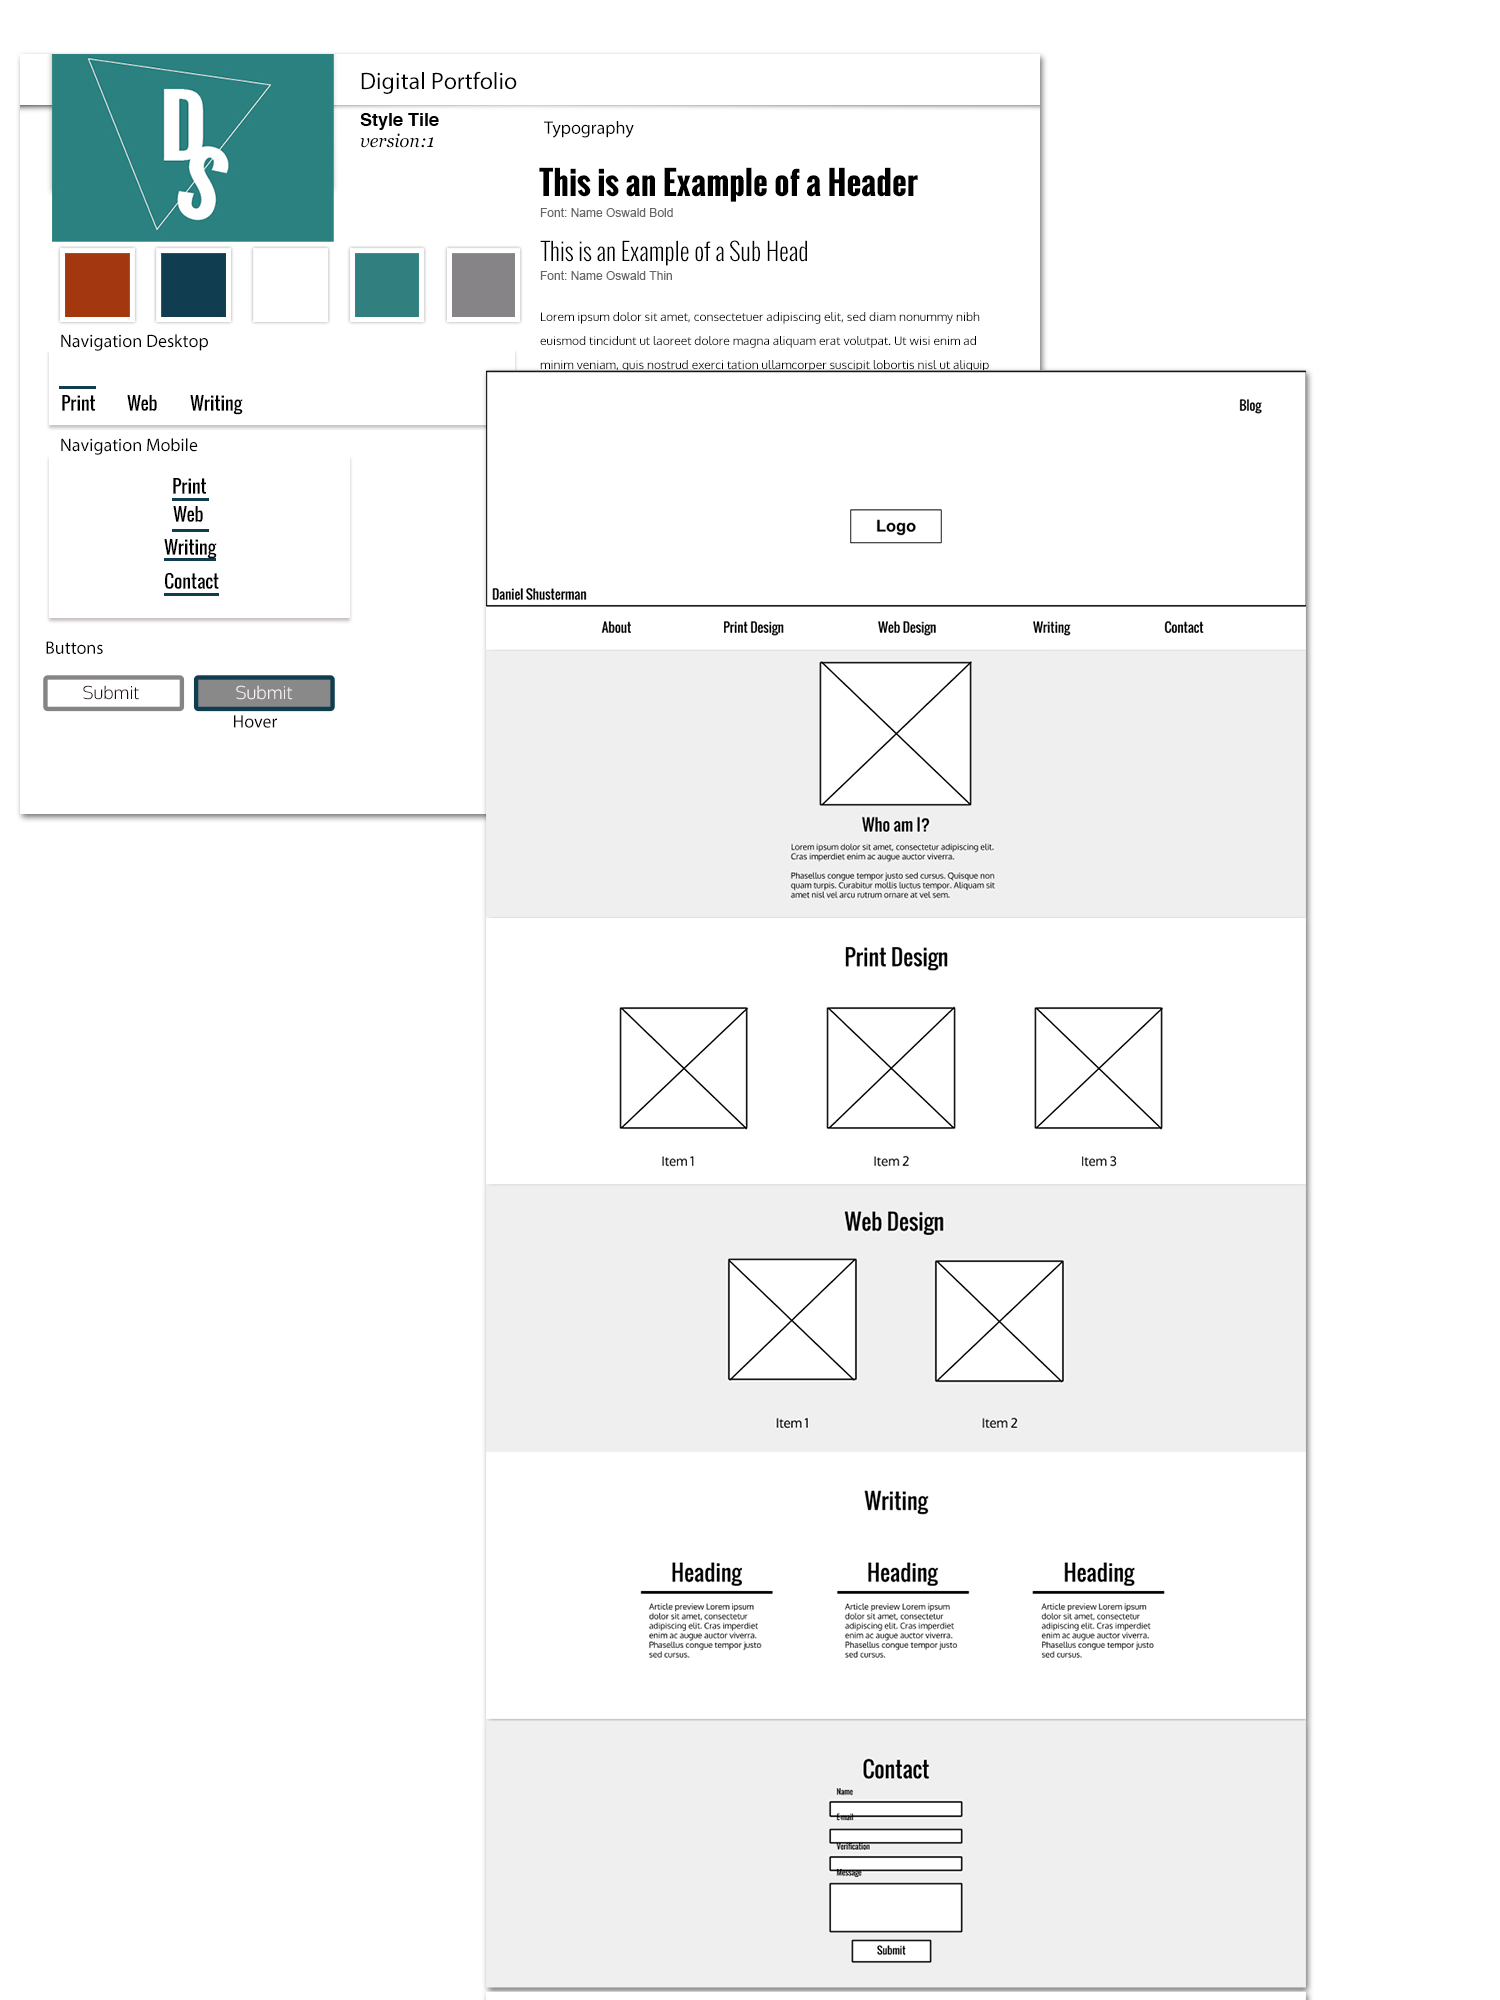 DS
Digital Portfolio
Style Tile
version:1
Typography
This is an Example of a Header
Font: Name Oswald Bold
This is an Example of a Sub Head
Font: Name Oswald Thin
Lorem ipsum dolor sit amet, consectetuer adipiscing elit, sed diam nonummy nibh
euismod tincidunt ut laoreet dolore magna aliquam erat volutpat. Ut wisi enim ad
minim veniam, quis nostrud exerci tation ullamcorper suscipit lobortis nisl ut aliquip
Navigation Desktop
Print Web Writing
Navigation Mobile
Print
Web
Writing
Contact
Buttons
Submit Submit
Hover
Blog
Logo
Daniel Shusterman
About Print Design Web Design Writing Contact
Who am I?
Lorem ipsum dolor sit amet, consectetur adipiscing elit.
Cras imperdiet enim ac augue auctor viverra.
Phasellus congue tempor justo sed cursus. Quisque non
quam turpis. Curabitur mollis luctus tempor. Aliquam sit
amet nisl vel arcu rutrum ornare at vel sem.
Print Design
Item 1 Item 2 Item 3
Web Design
Item 1 Item 2
Writing
Heading
Article preview Lorem ipsum
dolor sit amet, consectetur
adipiscing elit. Cras imperdiet
enim ac augue auctor viverra.
Phasellus congue tempor justo
sed cursus.
Heading
Article preview Lorem ipsum
dolor sit amet, consectetur
adipiscing elit. Cras imperdiet
enim ac augue auctor viverra.
Phasellus congue tempor justo
sed cursus.
Heading
Article preview Lorem ipsum
dolor sit amet, consectetur
adipiscing elit. Cras imperdiet
enim ac augue auctor viverra.
Phasellus congue tempor justo
sed cursus.
Contact
Name
E-mail
Verification
Message
Submit